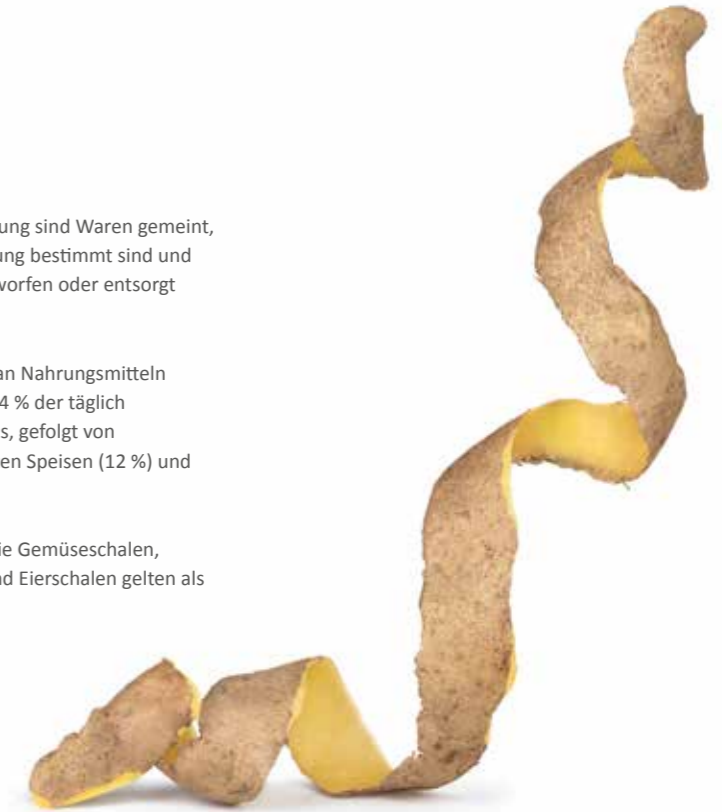 ung sind Waren gemeint,
ung bestimmt sind und
worfen oder entsorgt
an Nahrungsmitteln
4 % der täglich
s, gefolgt von
en Speisen (12 %) und
ie Gemüseschalen,
nd Eierschalen gelten als